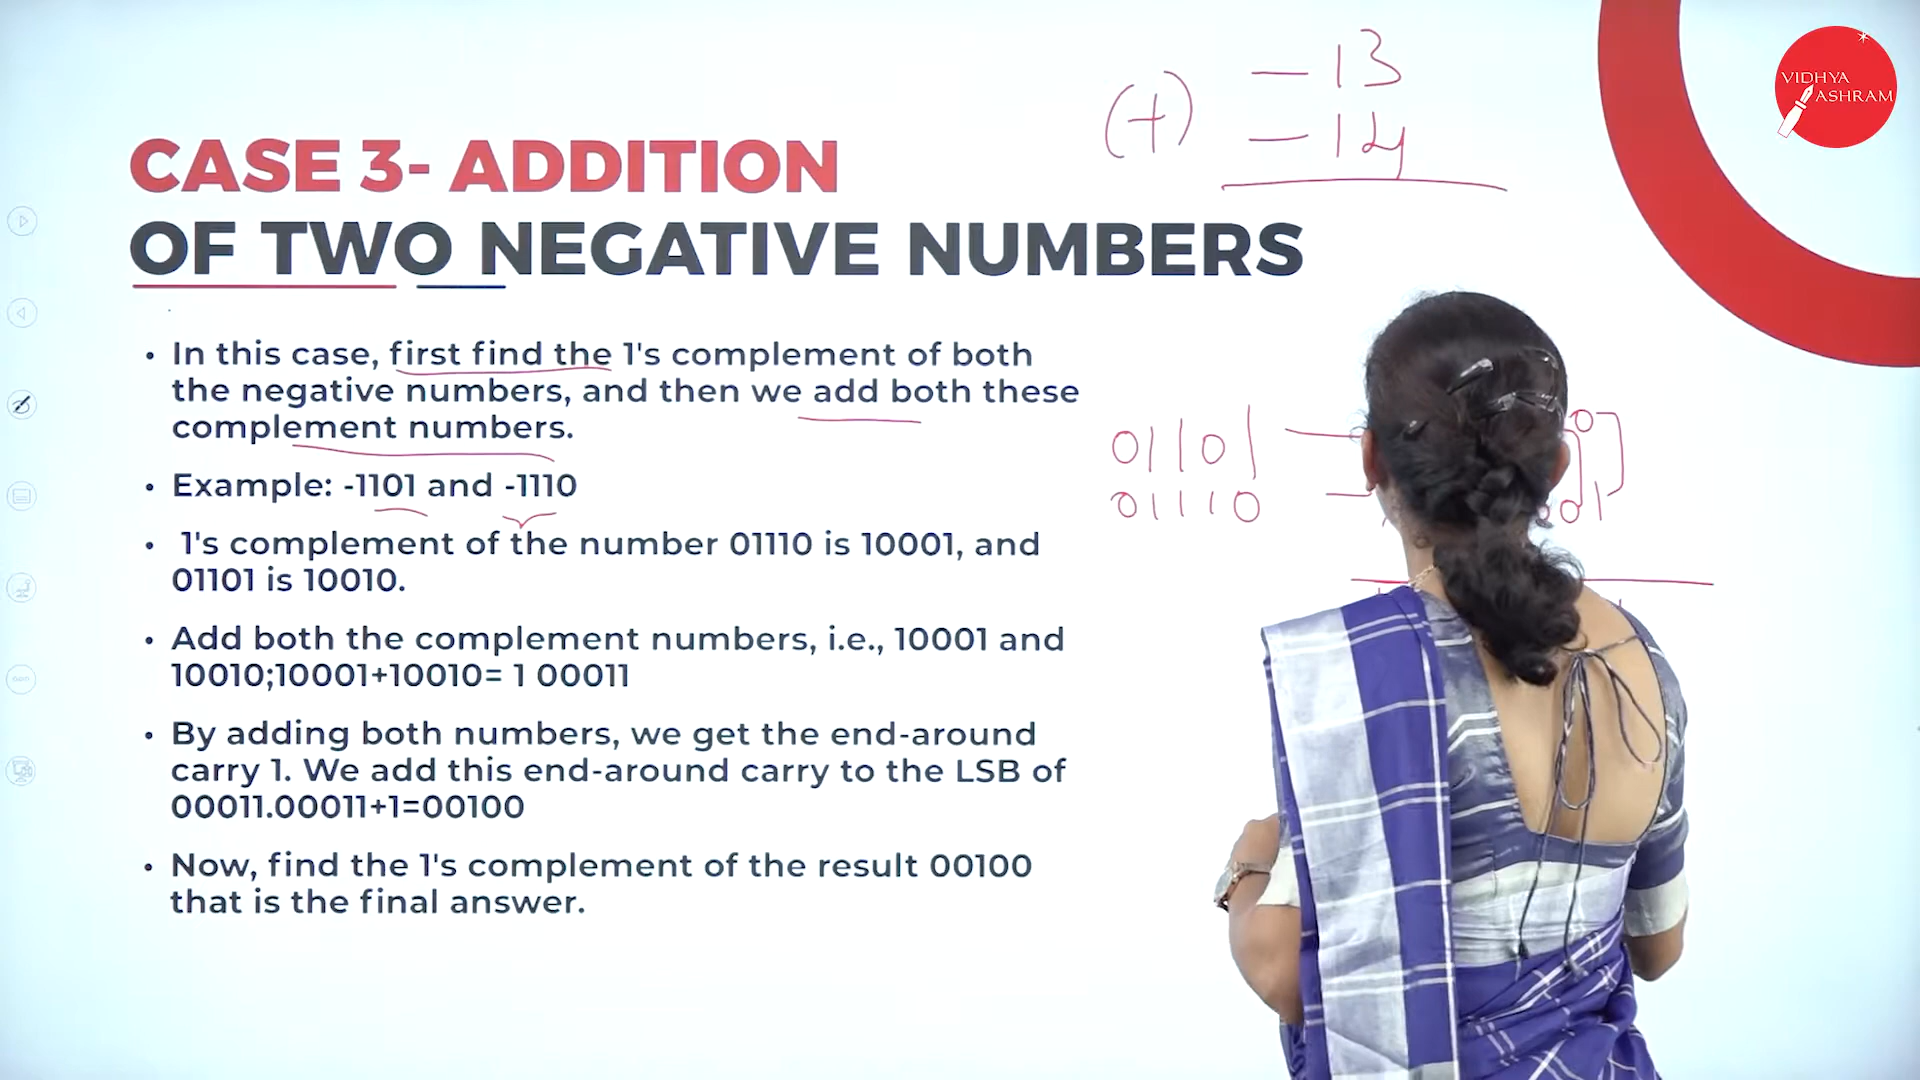 VIDHYA
ASHRAM
(+) -13
-14
CASE 3- ADDITION
OF TWO NEGATIVE NUMBERS
• In this case, first find the 1's complement of both
the negative numbers, and then we add both these
complement numbers.
• Example: -1101 and -1110
• 1's complement of the number 01110 is 10001, and
01101 is 10010.
• Add both the complement numbers, i.e., 10001 and
10010;10001+10010= 1 00011
• By adding both numbers, we get the end-around
carry 1. We add this end-around carry to the LSB of
00011.00011+1=00100
• Now, find the 1's complement of the result 00100
that is the final answer.
01101
01110